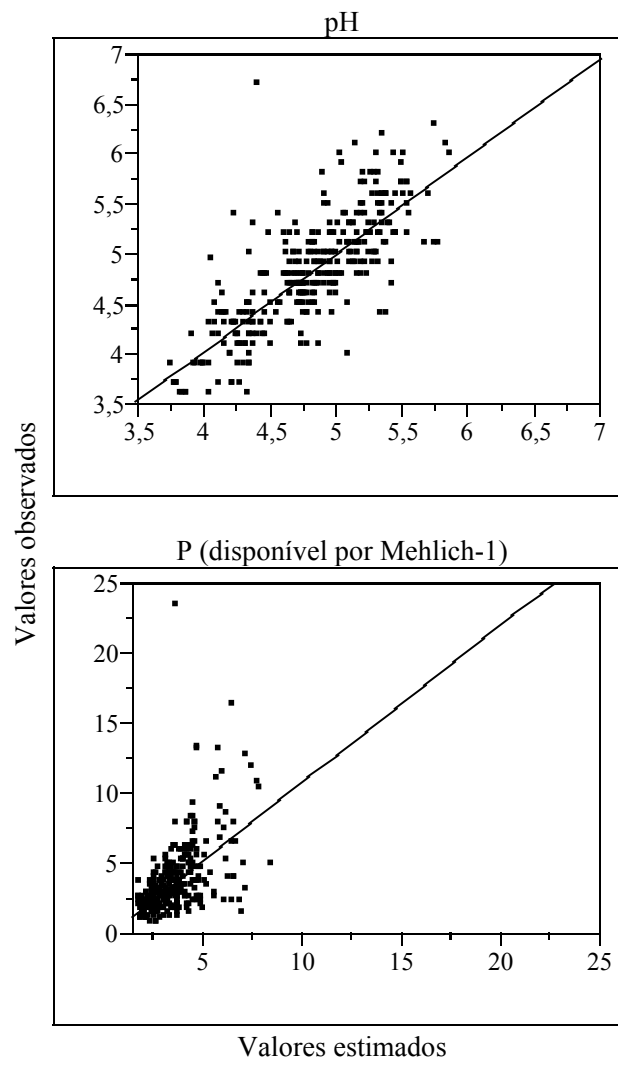 pH
7
6,5
6
5,5
5
4,5
4
3,5
3,5 4 4,5 5 5,5 6 6,5 7
Valores observados
P (disponível por Mehlich-1)
25
20
15
10
5
0
5 10 15 20 25
Valores estimados